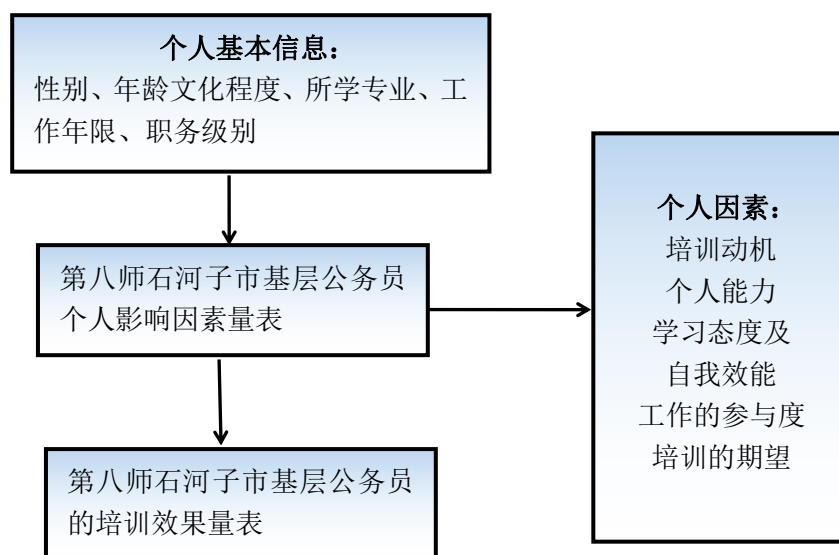 个人基本信息：
性别、年龄文化程度、所学专业、工
作年限、职务级别
第八师石河子市基层公务员
个人影响因素量表
个人因素：
培训动机
个人能力
学习态度及
自我效能
工作的参与度
培训的期望
第八师石河子市基层公务员
的培训效果量表